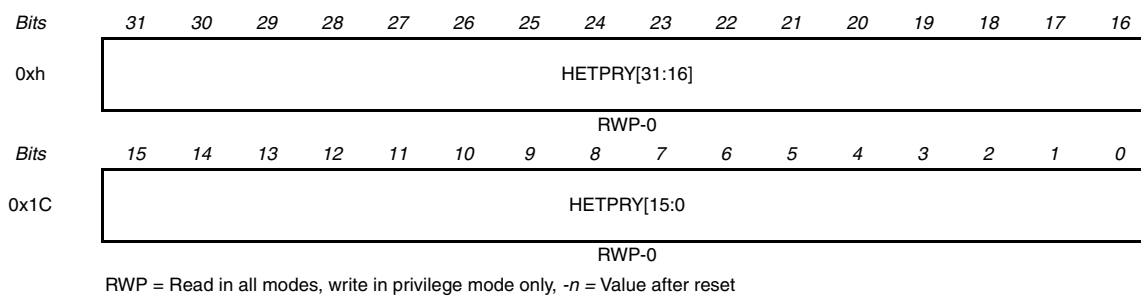 Bits 31 30 29 28 27 26 25 24 23 22 21 20 19 18 17 16
0xh HETPRY[31:16]
RWP-0
Bits 15 14 13 12 11 10 9 8 7 6 5 4 3 2 1 0
0x1C HETPRY[15:0
RWP-0
RWP = Read in all modes, write in privilege mode only, -n = Value after reset